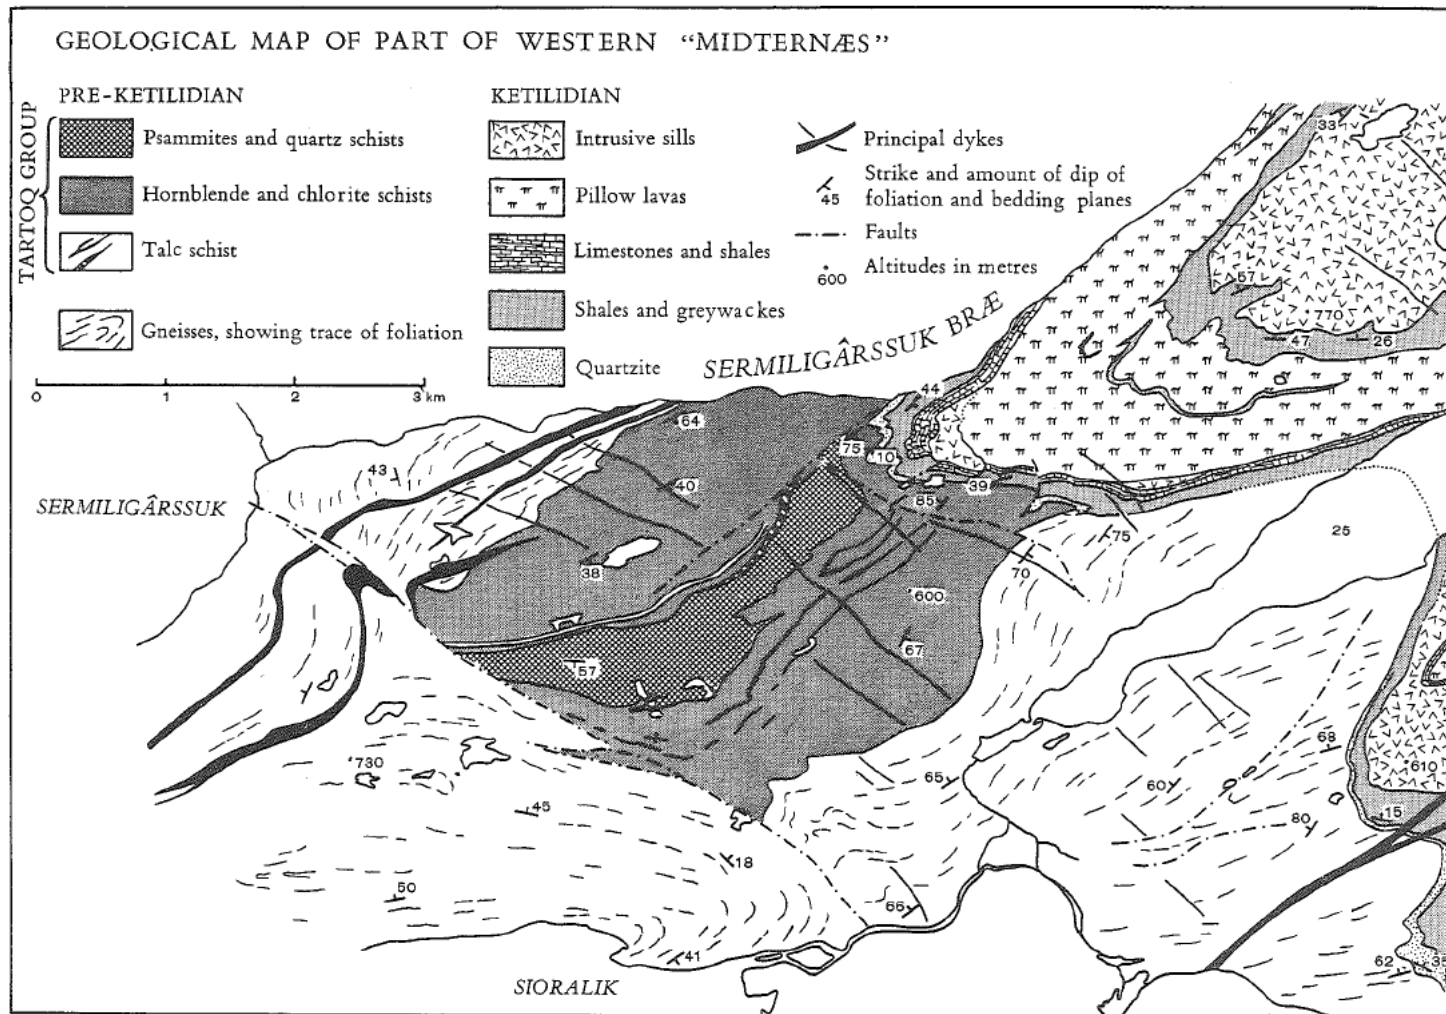 GEOLOGICAL MAP OF PART OF WESTERN "MIDTERNÆS"
TARTOQ GROUP
PRE-KETILIDIAN
Psammites and quartz schists
Hornblende and chlorite schists
Talc schist
Gneisses, showing trace of foliation
KETILIDIAN
Intrusive sills
Pillow lavas
Limestones and shales
Shales and greywackes
Quartzite
Principal dykes
45
Strike and amount of dip of
foliation and bedding planes
Faults
600
Altitudes in metres
0 1 2 3 km
SERMILIGÂRSSUK BRÆ
SERMILIGÂRSSUK
SIORALIK
33
57
770
47
26
44
64
75
10
43
40
85
39
75
25
38
70
600
67
57
730
65
68
60
610
45
80
15
18
50
66
41
62
35